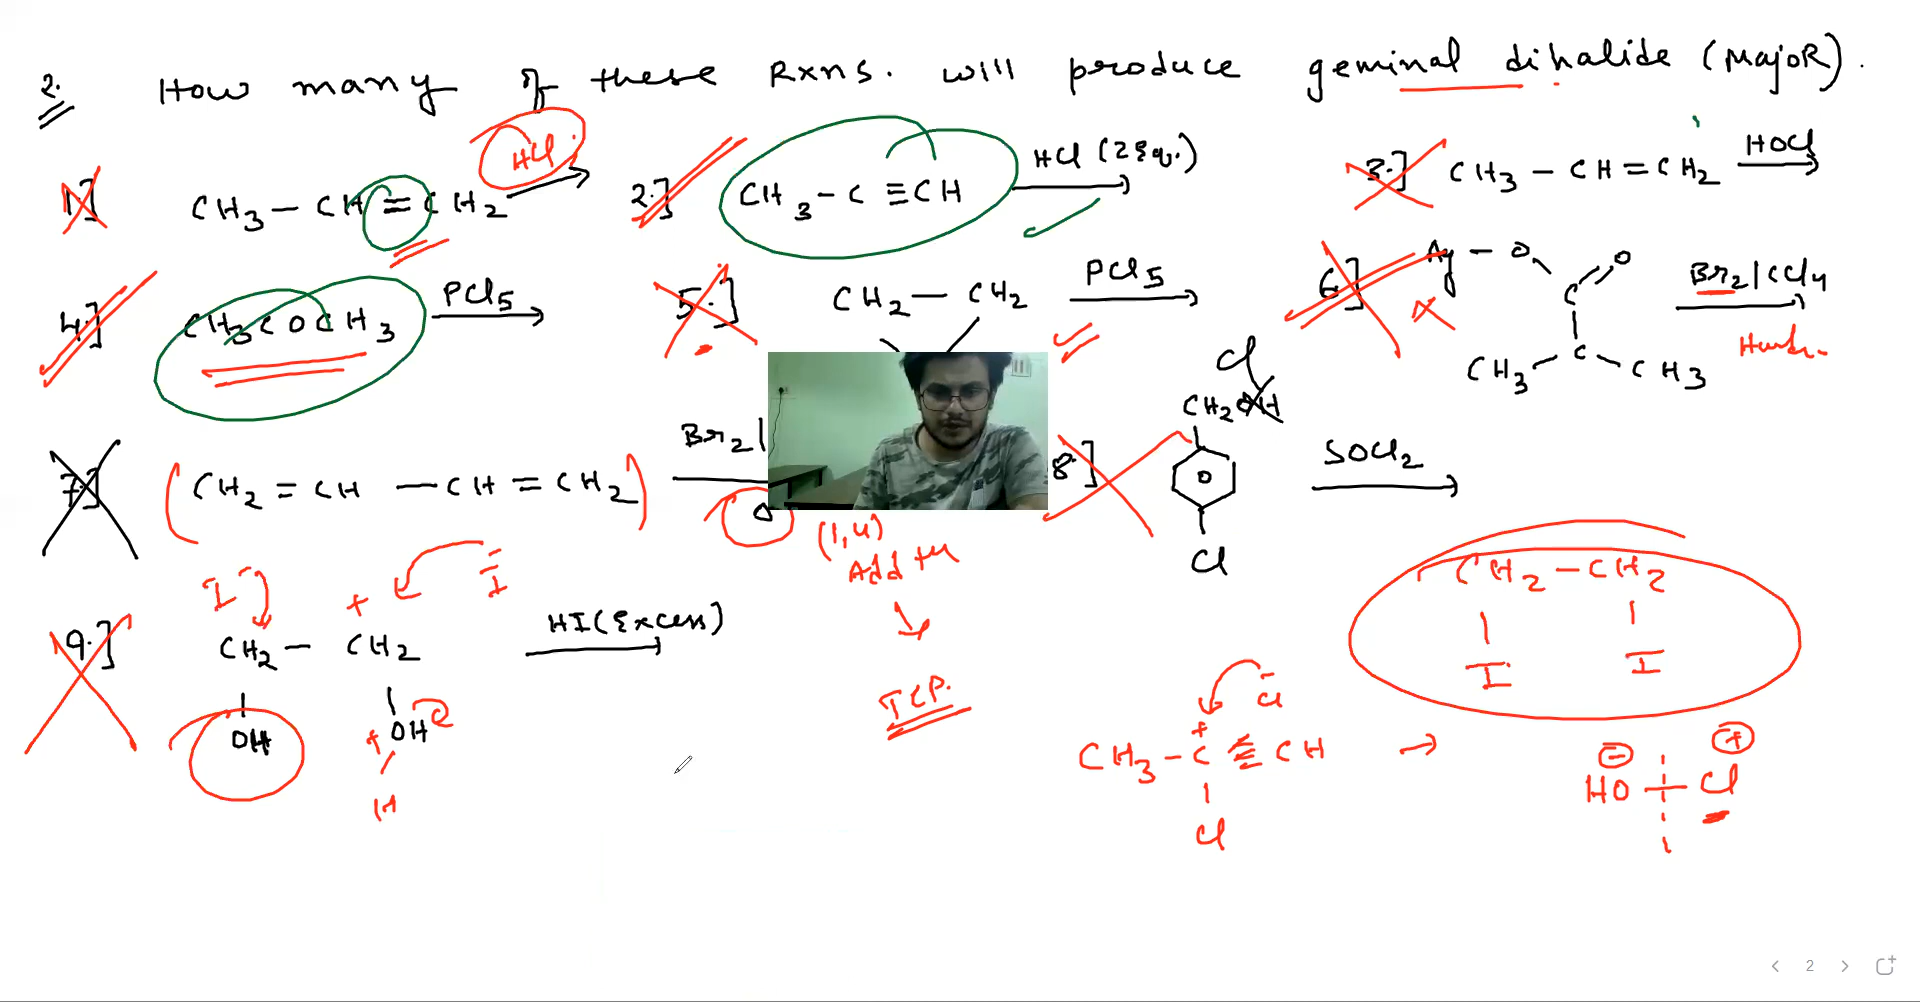 2. How many of these Rxns. will produce geminal dihalide (MajoR).
1] CH3 - CH = CH2 HCl
2.] CH3 - C ≡ CH HCl (2 Eq.)
3.] CH3 - CH = CH2 HOCl
4.] CH3COCH3 PCl5
5.] CH2 - CH2 PCl5
6.] Ag - O C O Br2/CCl4
CH3 C CH3
7.] CH2 = CH - CH = CH2 Br2/
Δ
(1,4)
Add
TCP.
8.] Cl
CH2OH
SOCl2
Cl
9.] CH2 - CH2 HI (Excess)
OH OH
I + I
+
H
CH2 - CH2
I I
CH3 - C ≡ CH →
+ Cl
Cl
⊖ ⊕
HO Cl
2